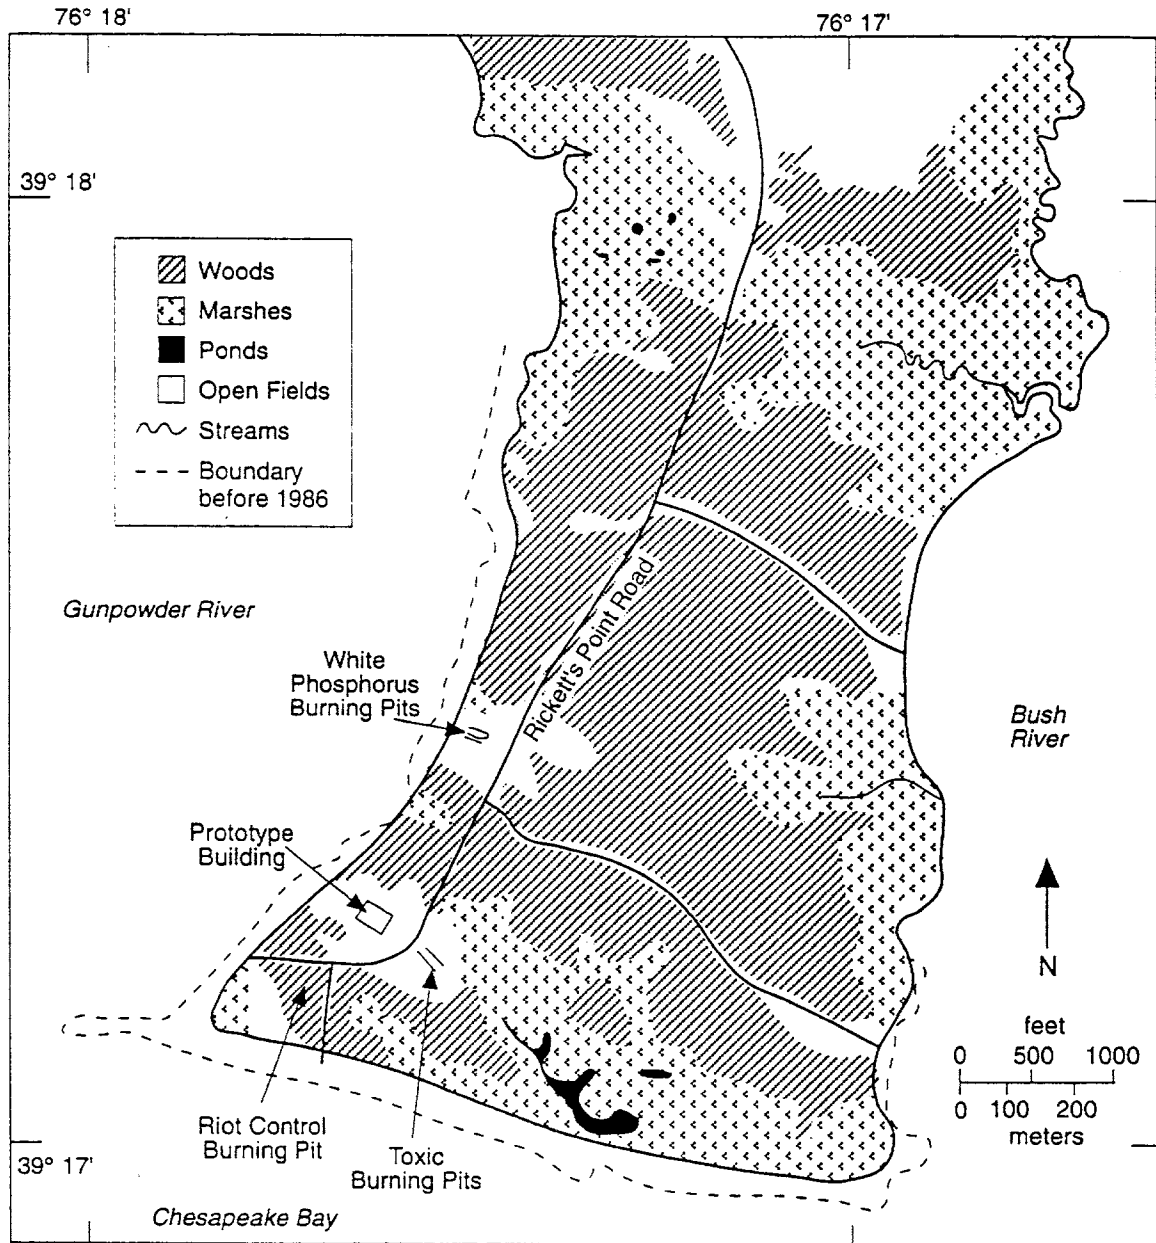 76° 18'
76° 17'
39° 18'
Woods
Marshes
Ponds
Open Fields
Streams
Boundary
before 1986
Gunpowder River
White
Phosphorus
Burning Pits
Rickett's Point Road
Bush
River
Prototype
Building
N
feet
0 500 1000
0 100 200
meters
Riot Control
Burning Pit
Toxic
Burning Pits
39° 17'
Chesapeake Bay